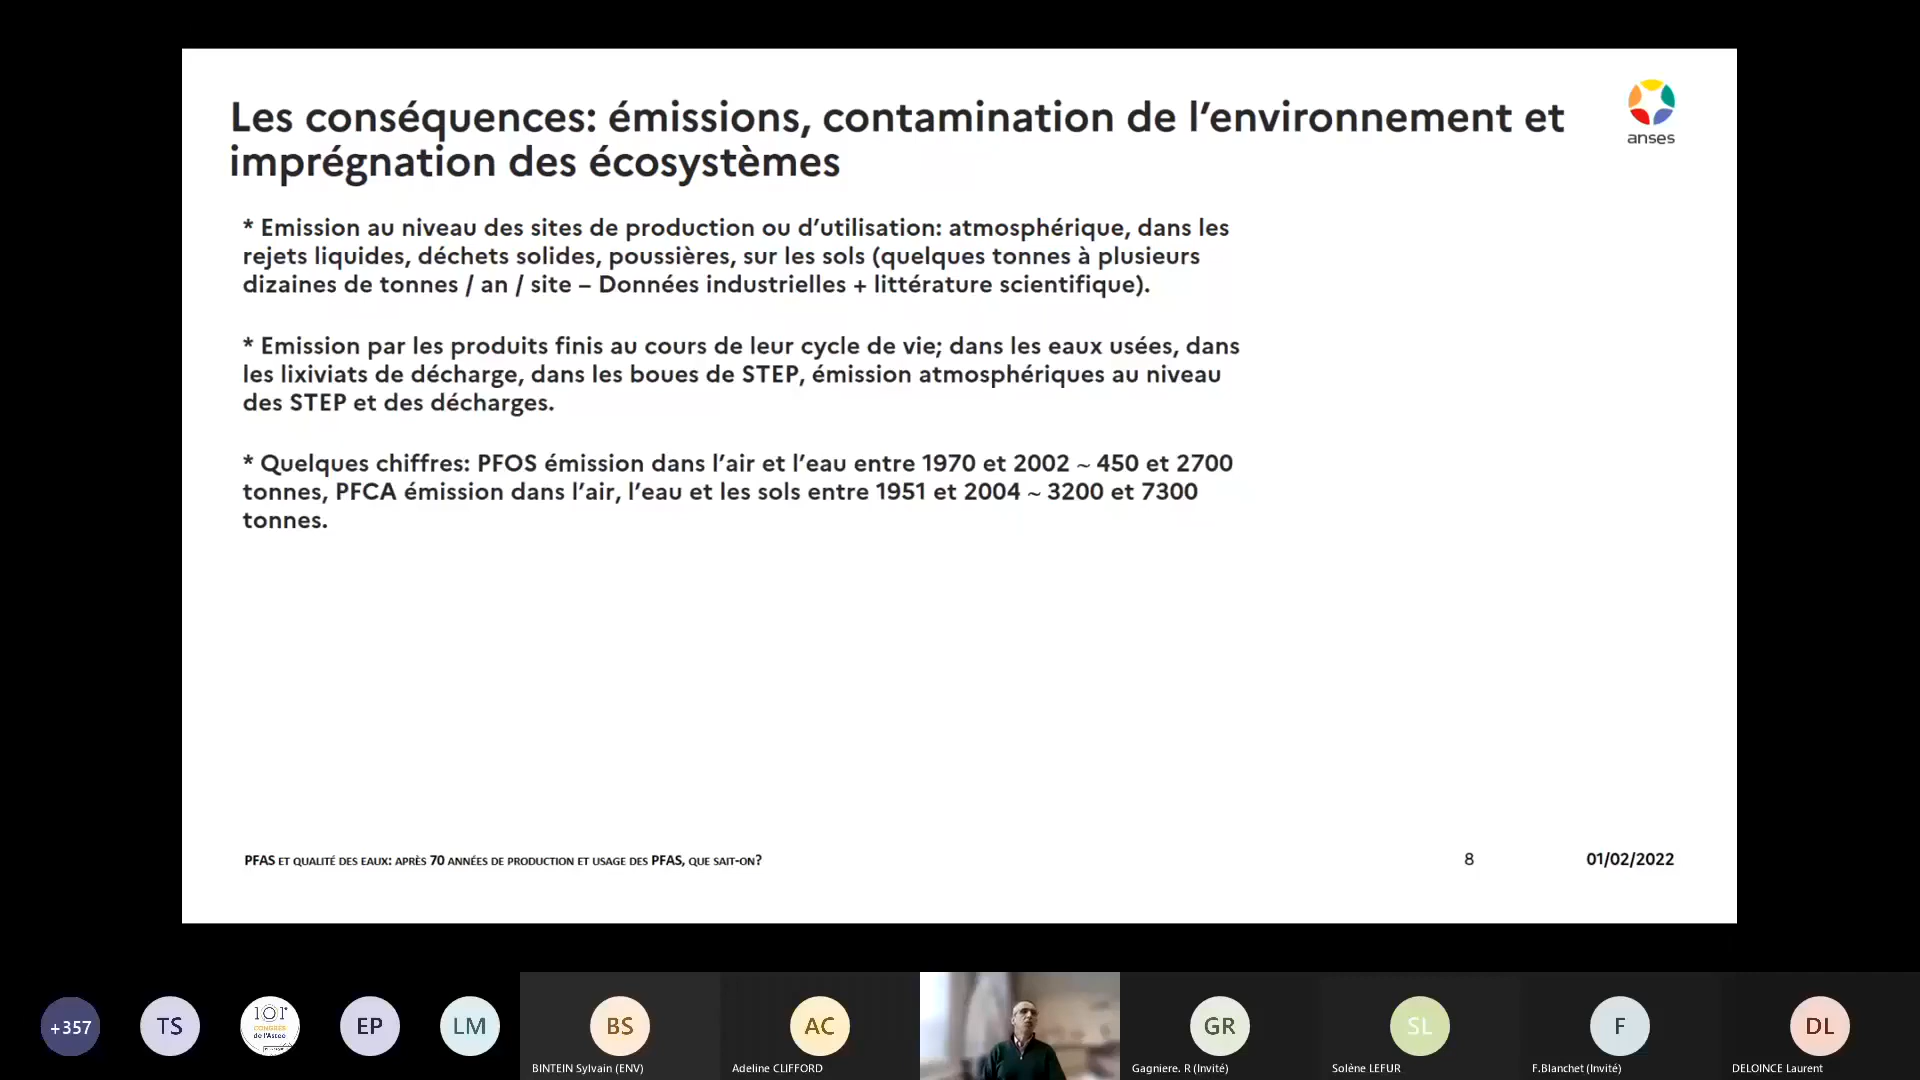 Les conséquences: émissions, contamination de l’environnement et
imprégnation des écosystèmes
anses
* Emission au niveau des sites de production ou d’utilisation: atmosphérique, dans les
rejets liquides, déchets solides, poussières, sur les sols (quelques tonnes à plusieurs
dizaines de tonnes / an / site – Données industrielles + littérature scientifique).
* Emission par les produits finis au cours de leur cycle de vie; dans les eaux usées, dans
les lixiviats de décharge, dans les boues de STEP, émission atmosphériques au niveau
des STEP et des décharges.
* Quelques chiffres: PFOS émission dans l’air et l’eau entre 1970 et 2002 ~ 450 et 2700
tonnes, PFCA émission dans l’air, l’eau et les sols entre 1951 et 2004 ~ 3200 et 7300
tonnes.
PFAS ET QUALITÉ DES EAUX: APRÈS 70 ANNÉES DE PRODUCTION ET USAGE DES PFAS, QUE SAIT-ON?
8
01/02/2022
+357
TS
101e
CONGRÈS
de l'Astee
EP
LM
BS
BINTEIN Sylvain (ENV)
AC
Adeline CLIFFORD
GR
Gagniere. R (Invité)
SL
Solène LEFUR
F
F.Blanchet (Invité)
DL
DELOINCE Laurent